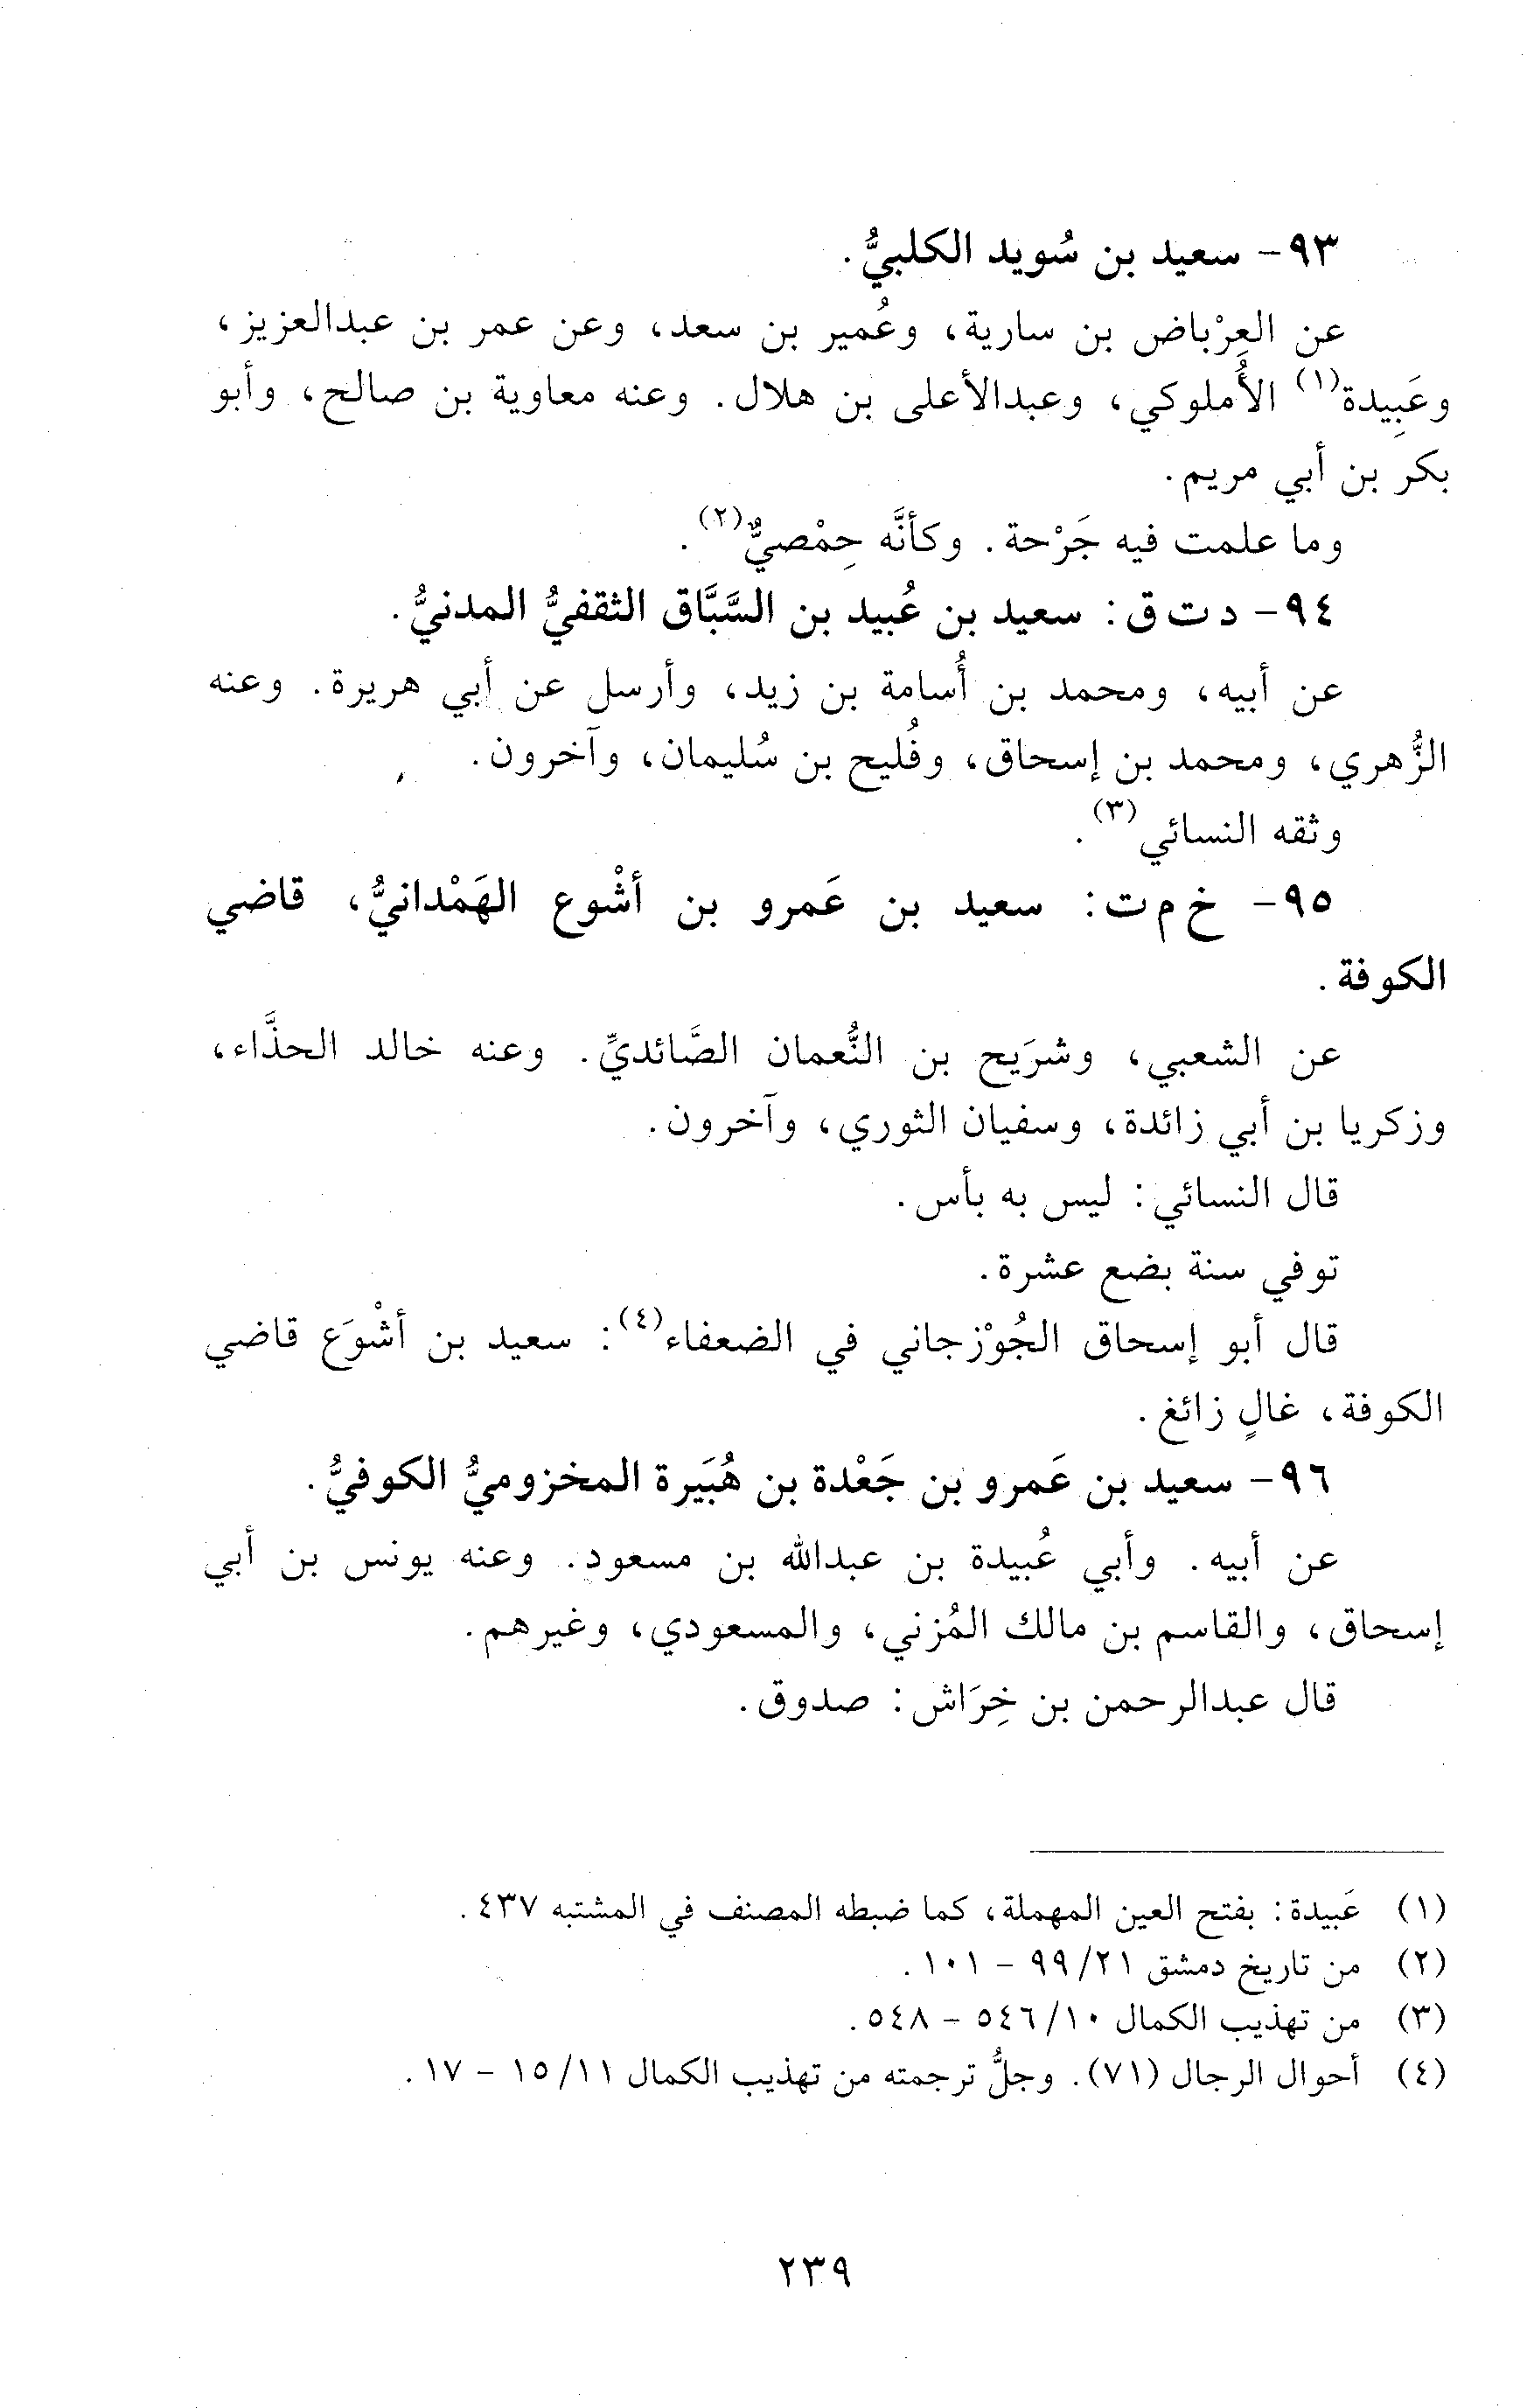 ٩٣- سعيد بن سُويد الكلبيُّ.
عن العِرْباض بن سارية، وعُمير بن سعد، وعن عمر بن عبدالعزيز،
وعَبِيدة(١) الأُملوكي، وعبدالأعلى بن هلال. وعنه معاوية بن صالح، وأبو
بكر بن أبي مريم.
وما علمت فيه جَرْحة. وكأنَّه حِمْصيٌّ(٢).
٩٤- د ت ق: سعيد بن عُبيد بن السَّبَّاق الثقفيُّ المدنيُّ.
عن أبيه، ومحمد بن أُسامة بن زيد، وأرسل عن أبي هريرة. وعنه
الزُّهري، ومحمد بن إسحاق، وفُليح بن سُليمان، وآخرون.
وثقه النسائي(٣).
٩٥- خ م ت: سعيد بن عَمرو بن أشْوع الهَمْدانيُّ، قاضي
الكوفة.
عن الشعبي، وشرَيح بن النُّعمان الصَّائديِّ. وعنه خالد الحذَّاء،
وزكريا بن أبي زائدة، وسفيان الثوري، وآخرون.
قال النسائي: ليس به بأس.
توفي سنة بضع عشرة.
قال أبو إسحاق الجُوْزجاني في الضعفاء(٤): سعيد بن أشْوَع قاضي
الكوفة، غالٍ زائغ.
٩٦- سعيد بن عَمرو بن جَعْدة بن هُبَيرة المخزوميُّ الكوفيُّ.
عن أبيه. وأبي عُبيدة بن عبدالله بن مسعود. وعنه يونس بن أبي
إسحاق، والقاسم بن مالك المُزني، والمسعودي، وغيرهم.
قال عبدالرحمن بن خِرَاش: صدوق.
(١) عَبيدة: بفتح العين المهملة، كما ضبطه المصنف في المشتبه ٤٣٧.
(٢) من تاريخ دمشق ٢١/ ٩٩ - ١٠١.
(٣) من تهذيب الكمال ١٠/ ٥٤٦ - ٥٤٨.
(٤) أحوال الرجال (٧١). وجلُّ ترجمته من تهذيب الكمال ١١/ ١٥ - ١٧.
٢٣٩